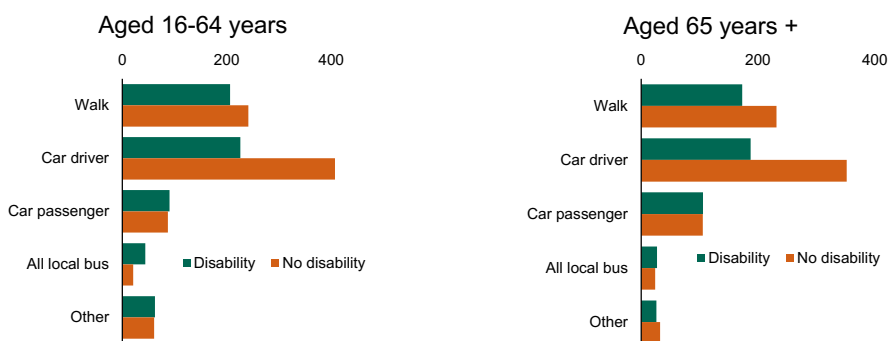 Aged 16-64 years
0 200 400
Walk
Car driver
Car passenger
All local bus
Other
Disability No disability
Aged 65 years +
0 200 400
Walk
Car driver
Car passenger
All local bus
Other
Disability No disability